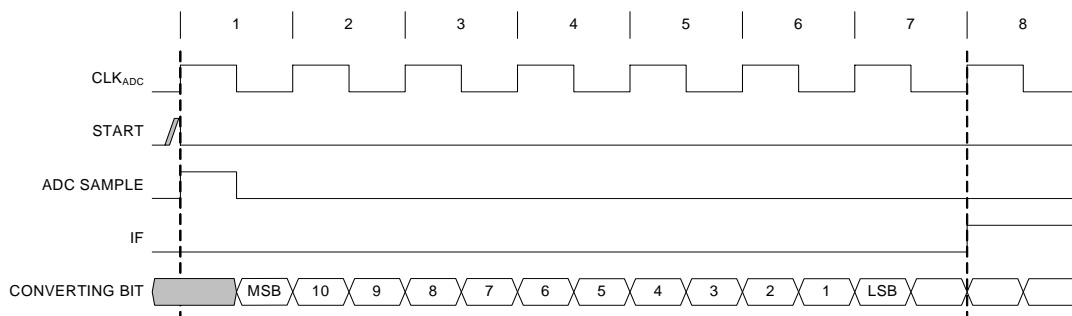 1 2 3 4 5 6 7 8
CLKADC
START
ADC SAMPLE
IF
CONVERTING BIT MSB 10 9 8 7 6 5 4 3 2 1 LSB